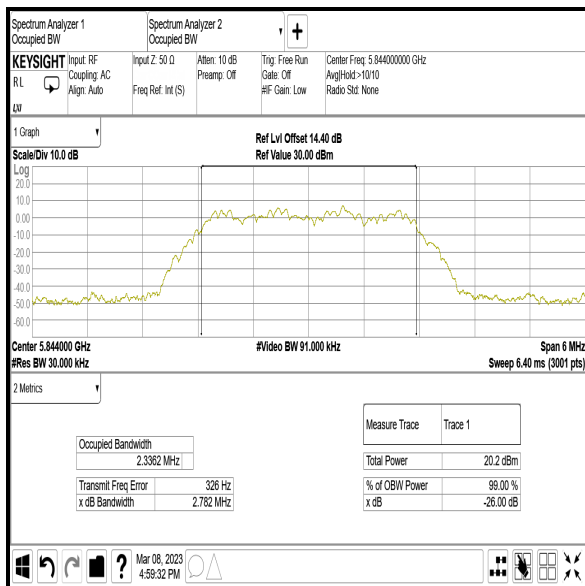 Spectrum Analyzer 1
Occupied BW
Spectrum Analyzer 2
Occupied BW
+
KEYSIGHT
RL
LXI
Input: RF
Coupling: AC
Align: Auto
Input Z: 50 Ω
Freq Ref: Int (S)
Atten: 10 dB
Preamp: Off
Trig: Free Run
Gate: Off
#IF Gain: Low
Center Freq: 5.844000000 GHz
Avg|Hold:>10/10
Radio Std: None
1 Graph
Scale/Div 10.0 dB
Ref Lvl Offset 14.40 dB
Ref Value 30.00 dBm
Log
20.0
10.0
0.00
-10.0
-20.0
-30.0
-40.0
-50.0
-60.0
Center 5.844000 GHz
#Res BW 30.000 kHz
#Video BW 91.000 kHz
Span 6 MHz
Sweep 6.40 ms (3001 pts)
2 Metrics
Occupied Bandwidth
2.3362 MHz
Transmit Freq Error 326 Hz
x dB Bandwidth 2.782 MHz
Measure Trace Trace 1
Total Power 20.2 dBm
% of OBW Power 99.00 %
x dB -26.00 dB
?
Mar 08, 2023
4:59:32 PM